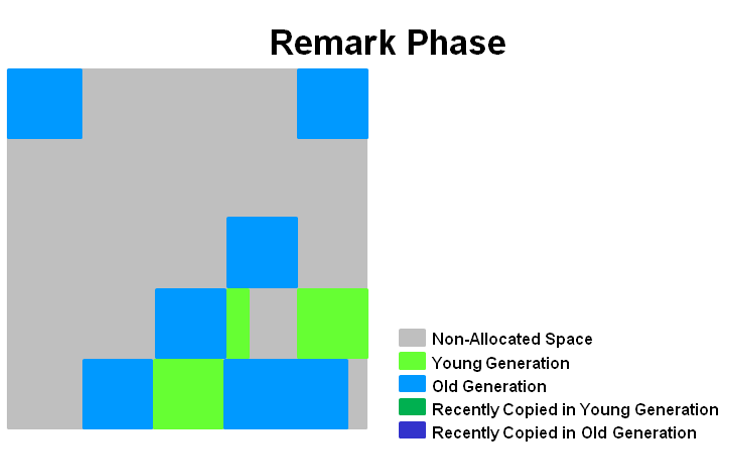 Remark Phase
Non-Allocated Space
Young Generation
Old Generation
Recently Copied in Young Generation
Recently Copied in Old Generation